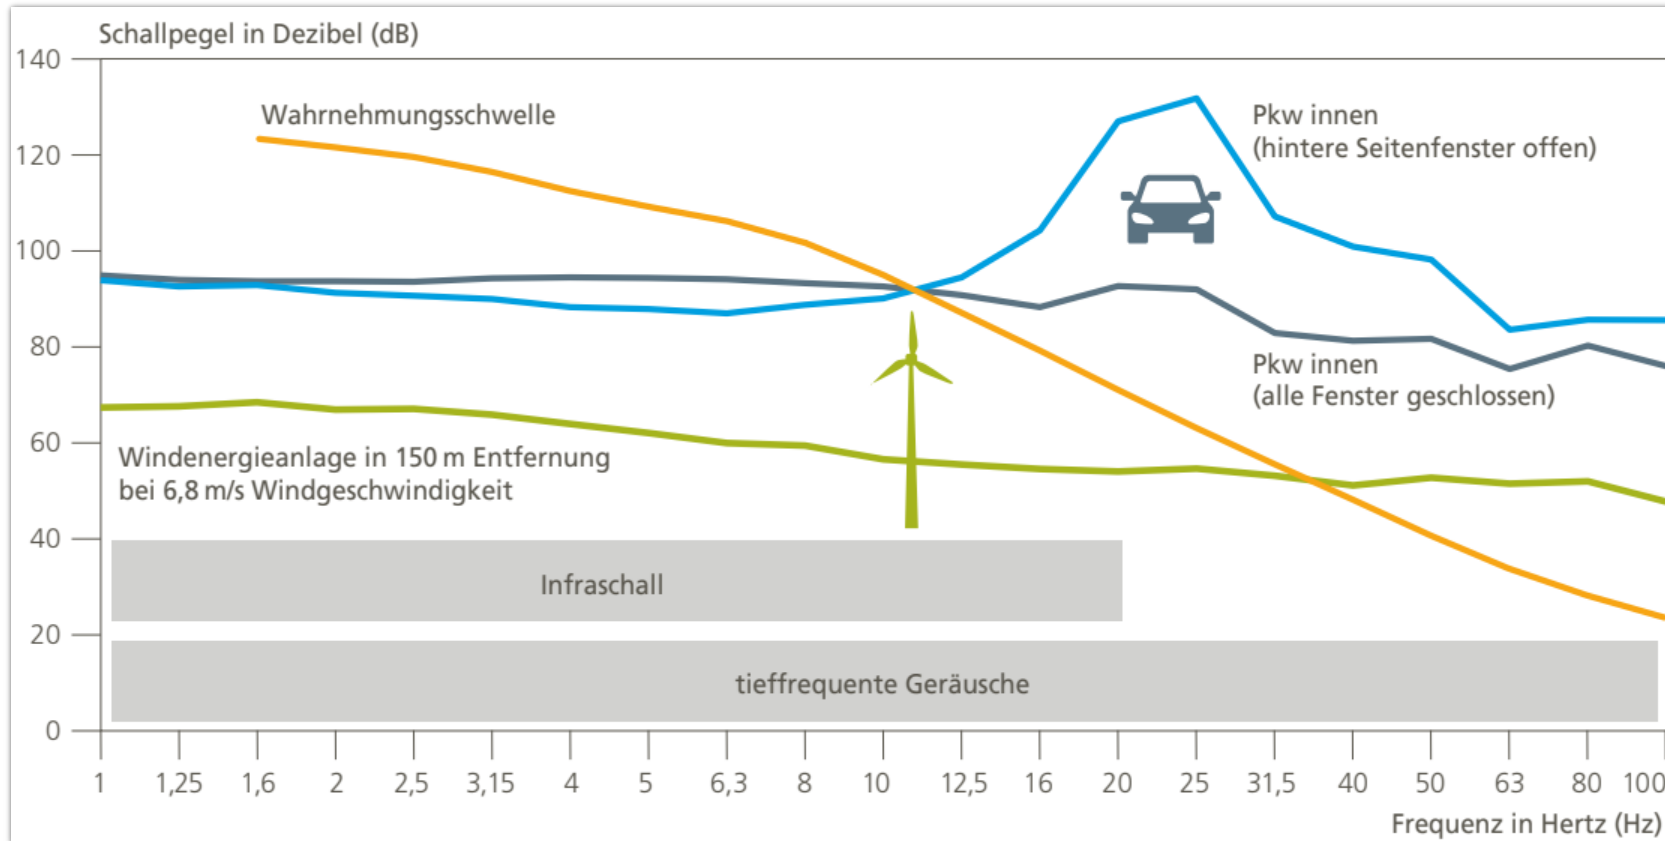 Schallpegel in Dezibel (dB)
140
120
100
80
60
40
20
0
Wahrnehmungsschwelle
Pkw innen
(hintere Seitenfenster offen)
Pkw innen
(alle Fenster geschlossen)
Windenergieanlage in 150 m Entfernung
bei 6,8 m/s Windgeschwindigkeit
Infraschall
tieffrequente Geräusche
1 1,25 1,6 2 2,5 3,15 4 5 6,3 8 10 12,5 16 20 25 31,5 40 50 63 80 100
Frequenz in Hertz (Hz)